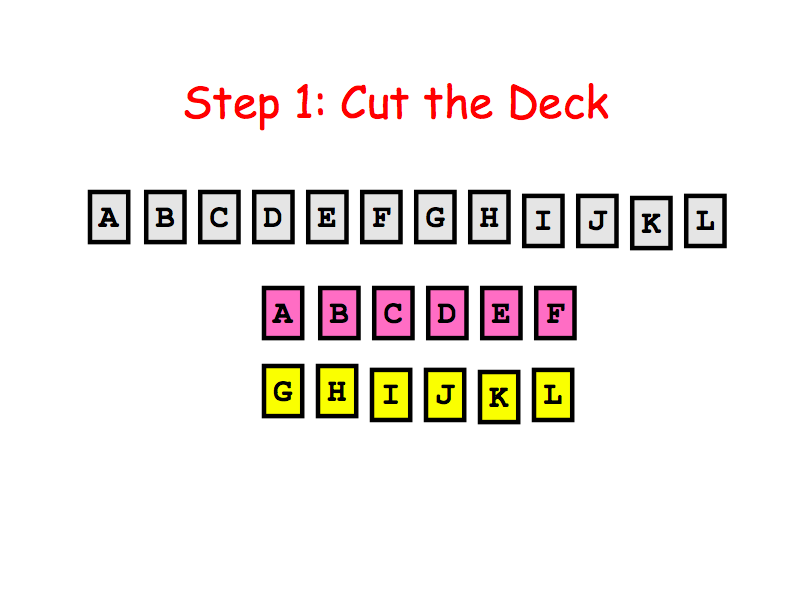 Step 1: Cut the Deck
A B C D E F G H I J K L
A B C D E F
G H I J K L